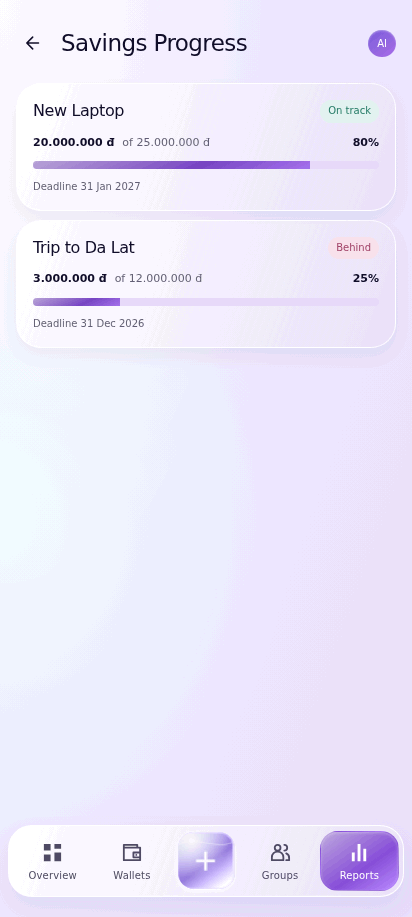 Savings Progress
AI
New Laptop
On track
20.000.000 đ of 25.000.000 đ
80%
Deadline 31 Jan 2027
Trip to Da Lat
Behind
3.000.000 đ of 12.000.000 đ
25%
Deadline 31 Dec 2026
Overview
Wallets
Groups
Reports